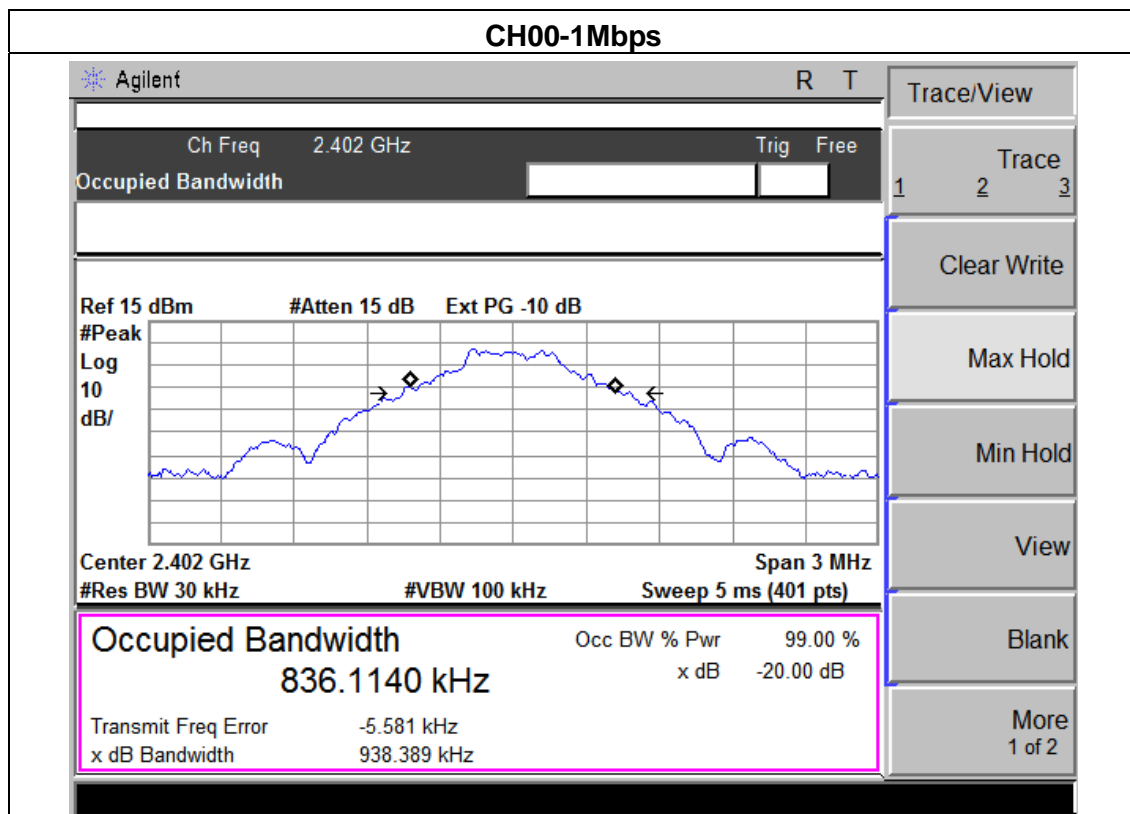 CH00-1Mbps
Agilent R T
Ch Freq 2.402 GHz Trig Free
Occupied Bandwidth
Ref 15 dBm #Atten 15 dB Ext PG -10 dB
#Peak
Log
10
dB/
Center 2.402 GHz Span 3 MHz
#Res BW 30 kHz #VBW 100 kHz Sweep 5 ms (401 pts)
Occupied Bandwidth Occ BW % Pwr 99.00 %
836.1140 kHz x dB -20.00 dB
Transmit Freq Error -5.581 kHz
x dB Bandwidth 938.389 kHz
Trace/View
Trace
1 2 3
Clear Write
Max Hold
Min Hold
View
Blank
More
1 of 2